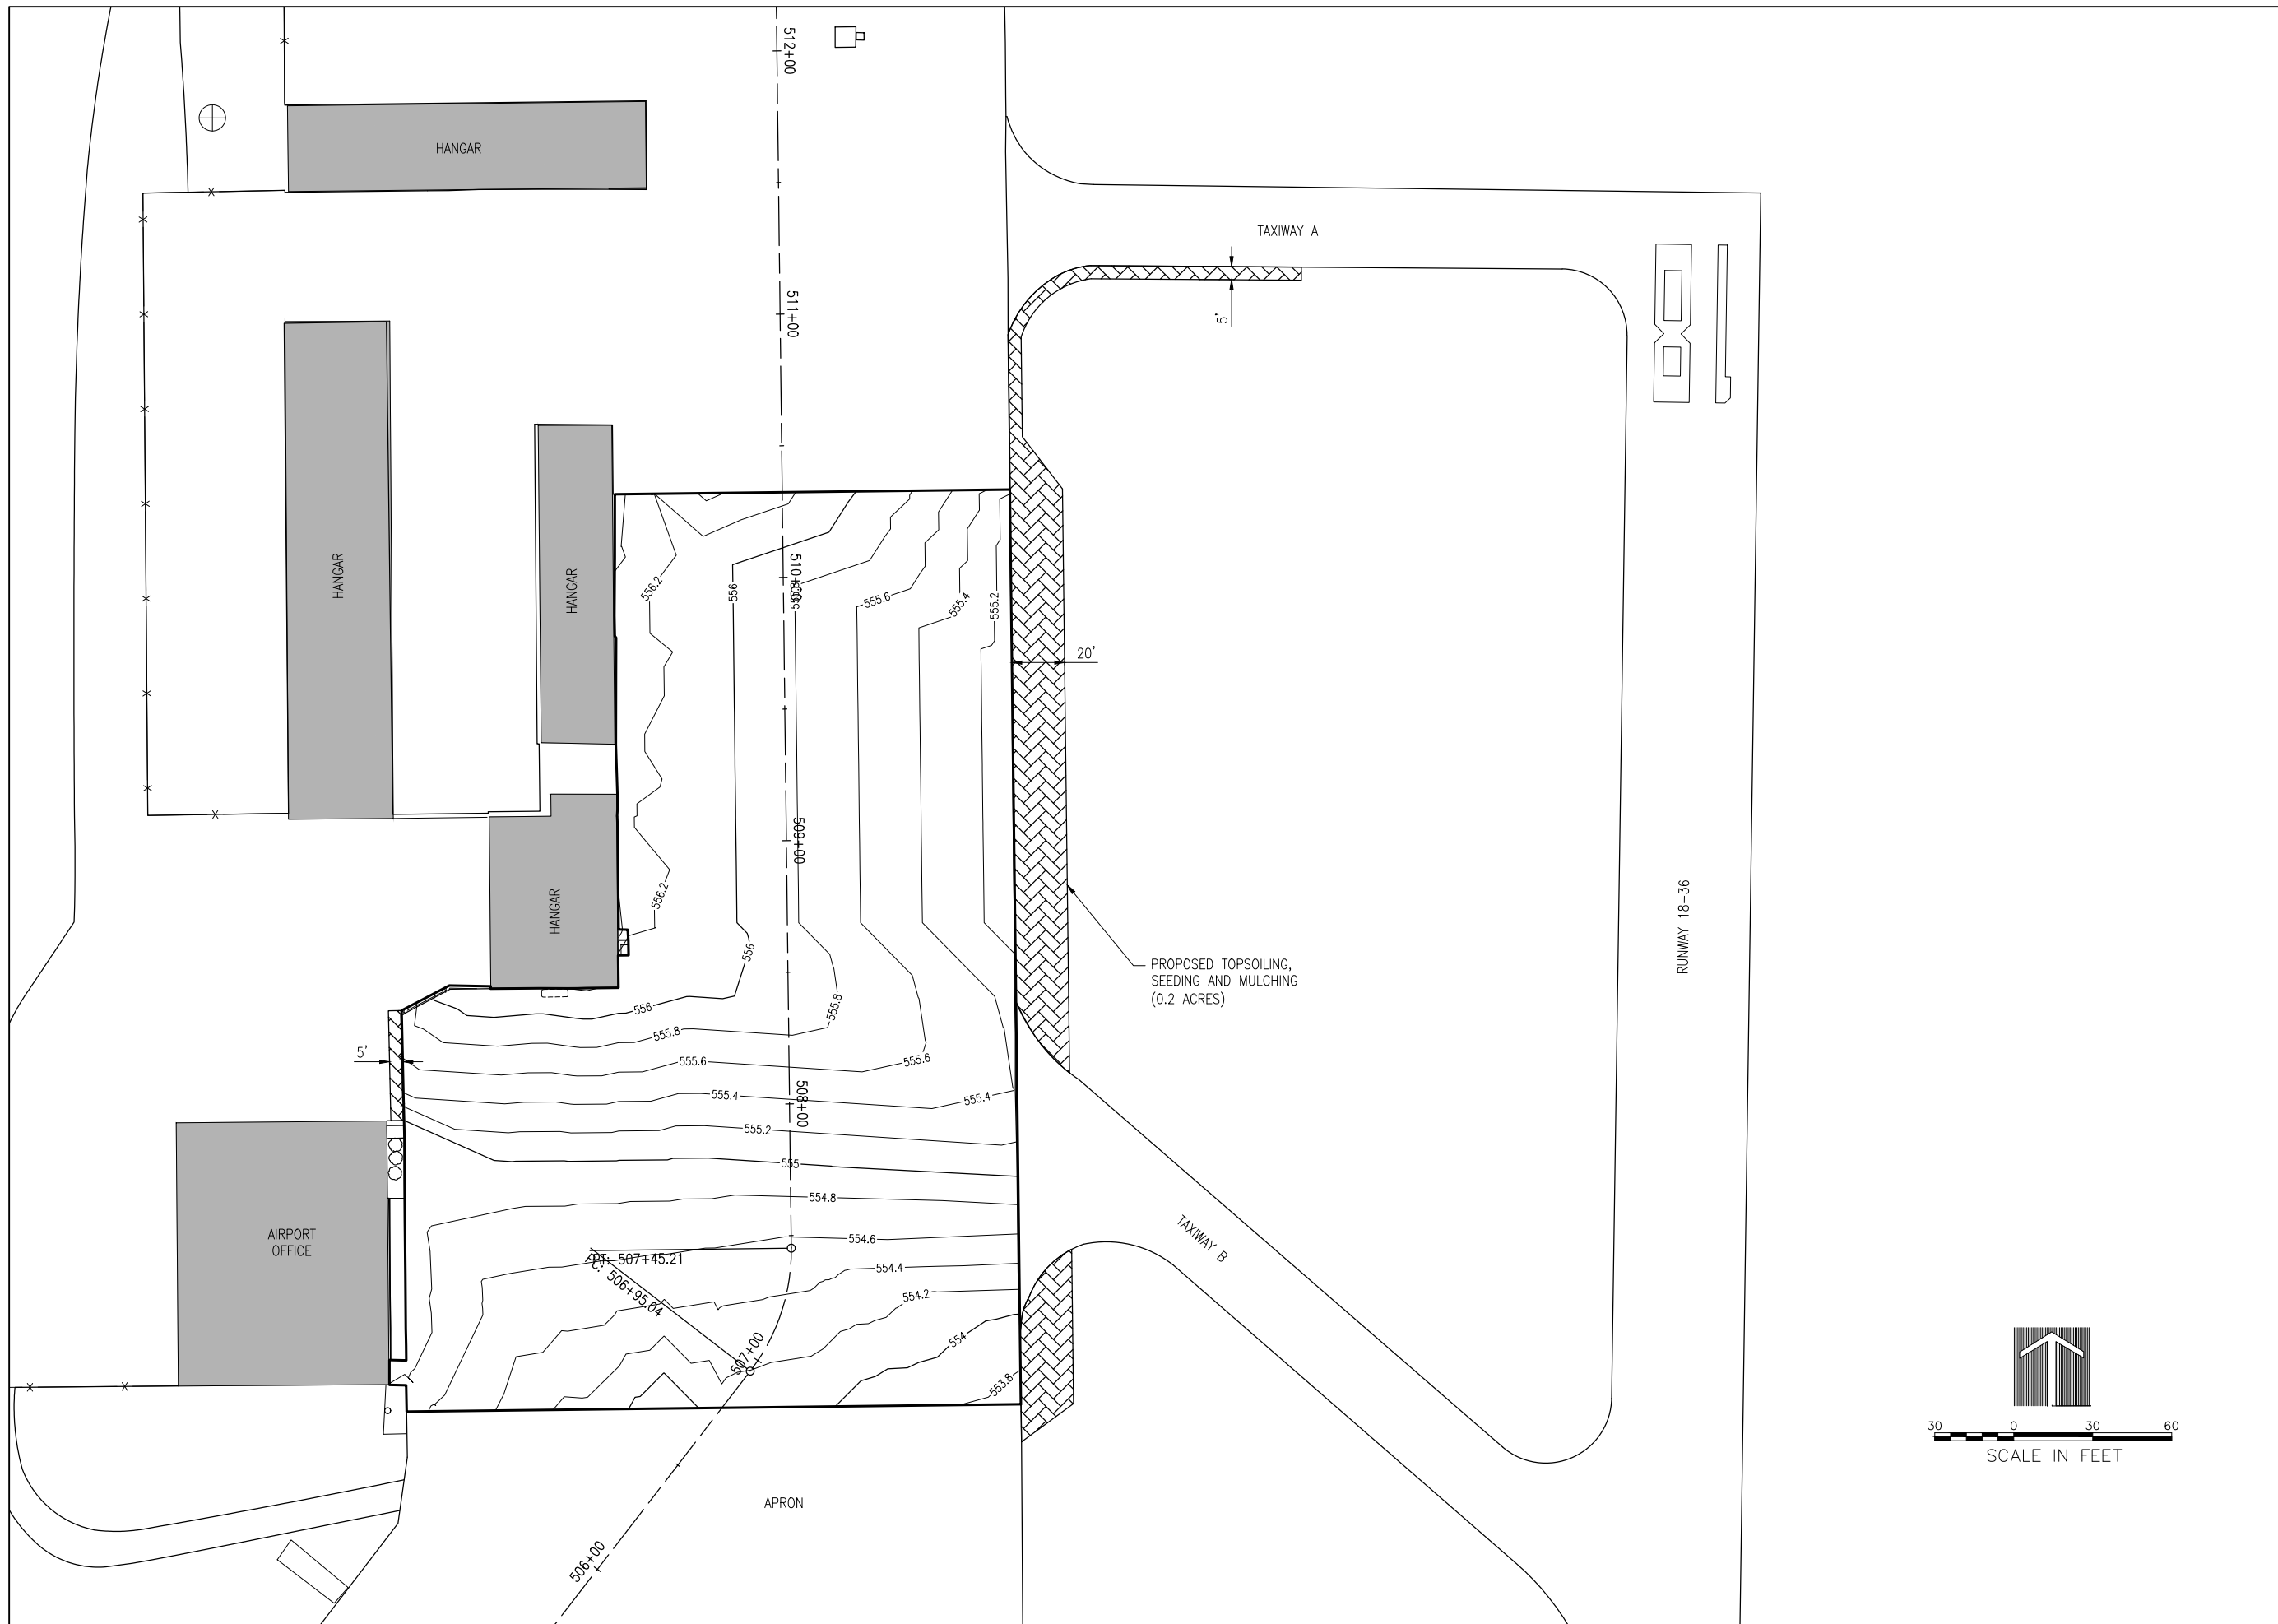 512+00
HANGAR
TAXIWAY A
511+00
5'
HANGAR
HANGAR
510+00
556.2
556
555.8
555.6
555.4
555.2
20'
509+00
HANGAR
556.2
RUNWAY 18-36
556
PROPOSED TOPSOILING,
SEEDING AND MULCHING
(0.2 ACRES)
556
555.8
555.8
5'
555.6
555.6
508+00
555.4
555.4
555.2
555
554.8
AIRPORT
OFFICE
554.6
TAXIWAY B
PT: 507+45.21
PC: 506+95.04
554.4
554.2
554
507+00
553.8
30 0 30 60
SCALE IN FEET
APRON
506+00